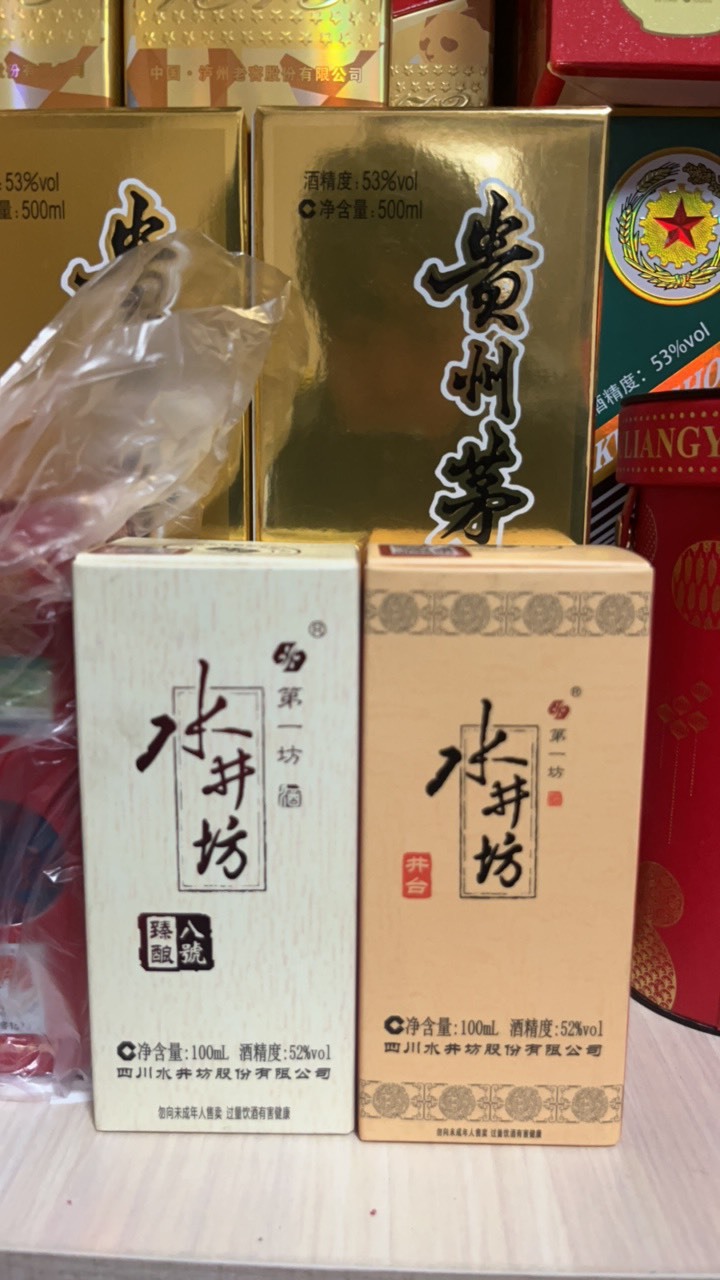 中国·泸州老窖股份有限公司
:53%vol
量:500ml
贵
酒精度:53%vol
净含量:500ml
贵州茅
酒精度：53%vol
LIANGY
®
第一坊
酒
水井坊
臻酿
八號
净含量:100mL 酒精度:52%vol
四川水井坊股份有限公司
勿向未成年人售卖 过量饮酒有害健康
®
第一坊
水井坊
井台
净含量:100mL 酒精度:52%vol
四川水井坊股份有限公司
勿向未成年人售卖 过量饮酒有害健康